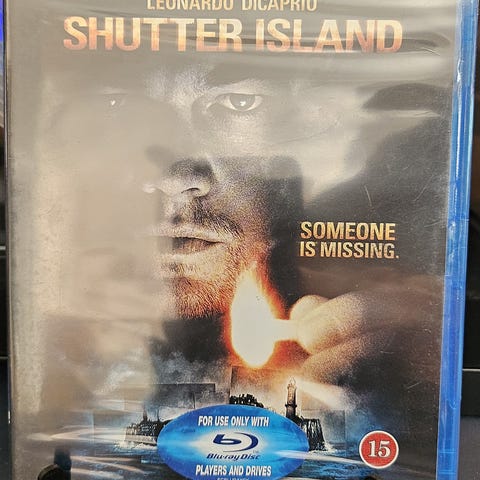 LEONARDO DICAPRIO
SHUTTER ISLAND
SOMEONE
IS MISSING.
FOR USE ONLY WITH
Blu-ray Disc
PLAYERS AND DRIVES
15